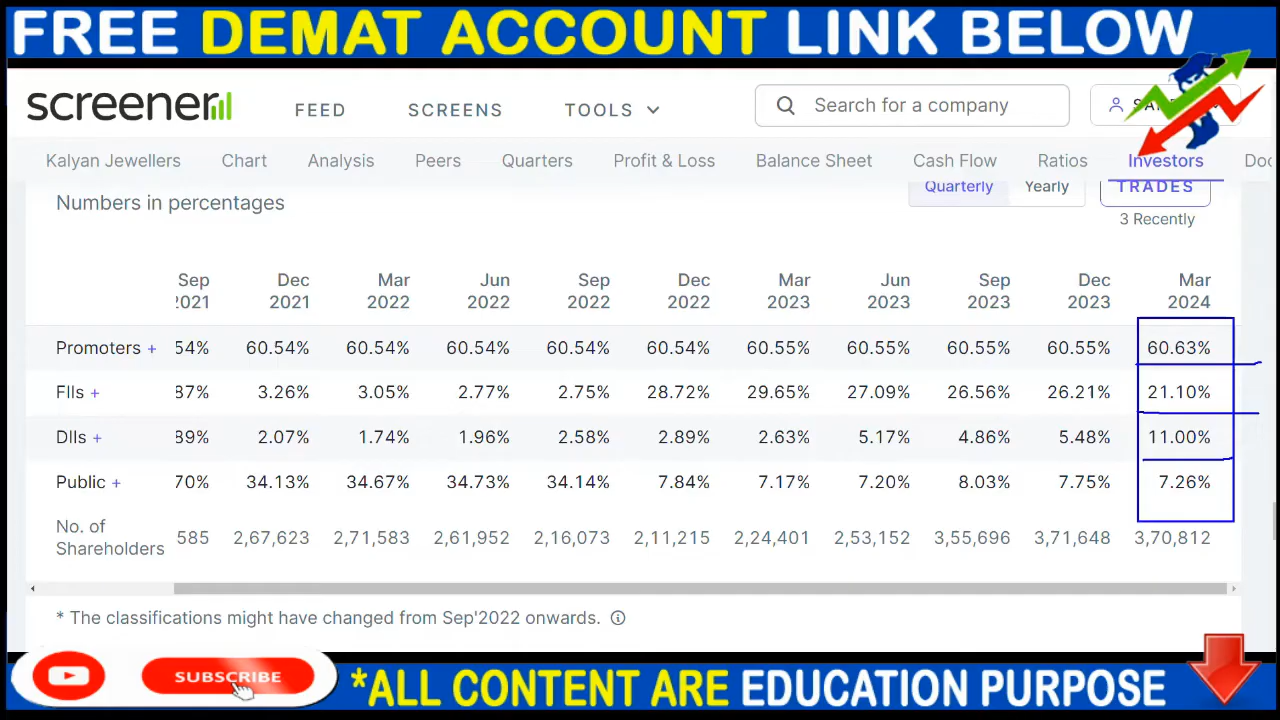 FREE DEMAT ACCOUNT LINK BELOW
screener FEED SCREENS TOOLS Search for a company
Kalyan Jewellers Chart Analysis Peers Quarters Profit & Loss Balance Sheet Cash Flow Ratios Investors
Numbers in percentages Quarterly Yearly TRADES
3 Recently
Sep Dec Mar Jun Sep Dec Mar Jun Sep Dec Mar
2021 2021 2022 2022 2022 2022 2023 2023 2023 2023 2024
Promoters + 54% 60.54% 60.54% 60.54% 60.54% 60.54% 60.55% 60.55% 60.55% 60.55% 60.63%
FIIs + 87% 3.26% 3.05% 2.77% 2.75% 28.72% 29.65% 27.09% 26.56% 26.21% 21.10%
DIIs + 89% 2.07% 1.74% 1.96% 2.58% 2.89% 2.63% 5.17% 4.86% 5.48% 11.00%
Public + 70% 34.13% 34.67% 34.73% 34.14% 7.84% 7.17% 7.20% 8.03% 7.75% 7.26%
No. of
Shareholders 585 2,67,623 2,71,583 2,61,952 2,16,073 2,11,215 2,24,401 2,53,152 3,55,696 3,71,648 3,70,812
* The classifications might have changed from Sep'2022 onwards.
SUBSCRIBE
*ALL CONTENT ARE EDUCATION PURPOSE